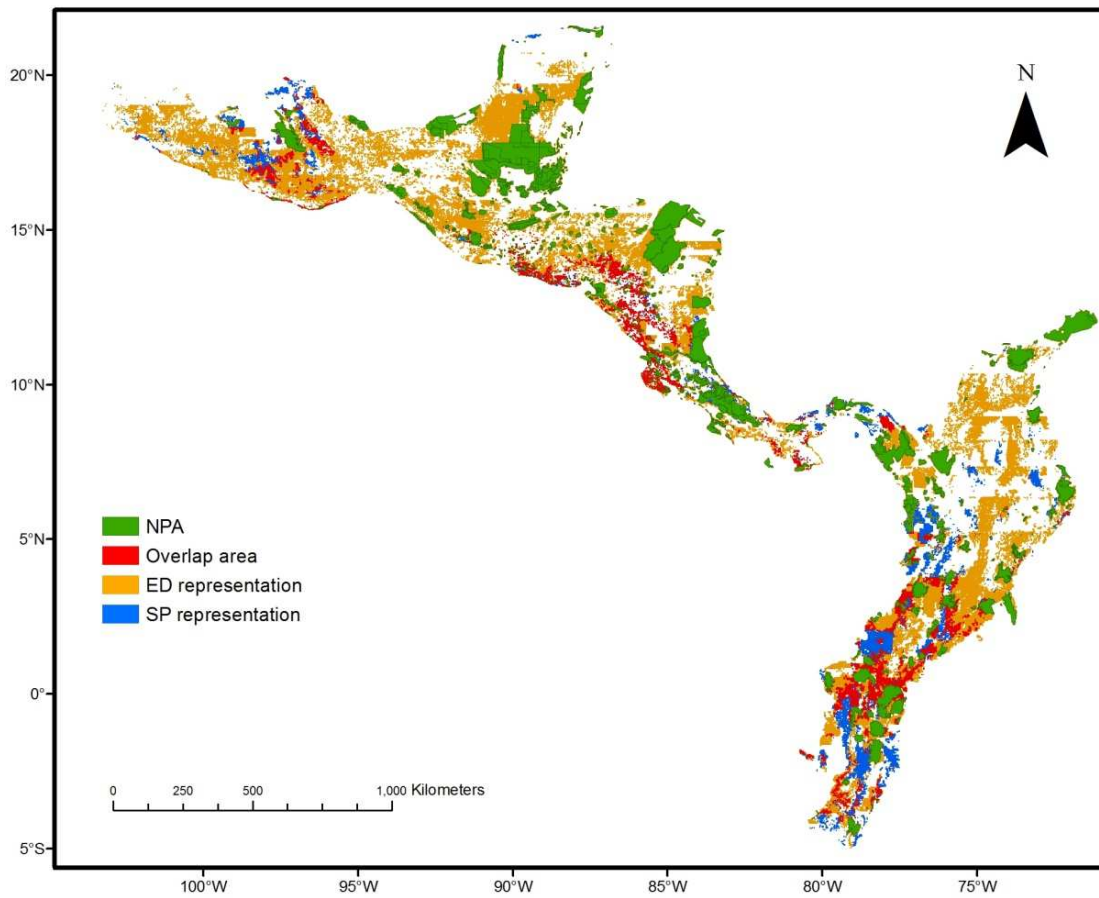 N
20°N
15°N
10°N
5°N
0°
5°S
NPA
Overlap area
ED representation
SP representation
0 250 500 1,000 Kilometers
100°W 95°W 90°W 85°W 80°W 75°W